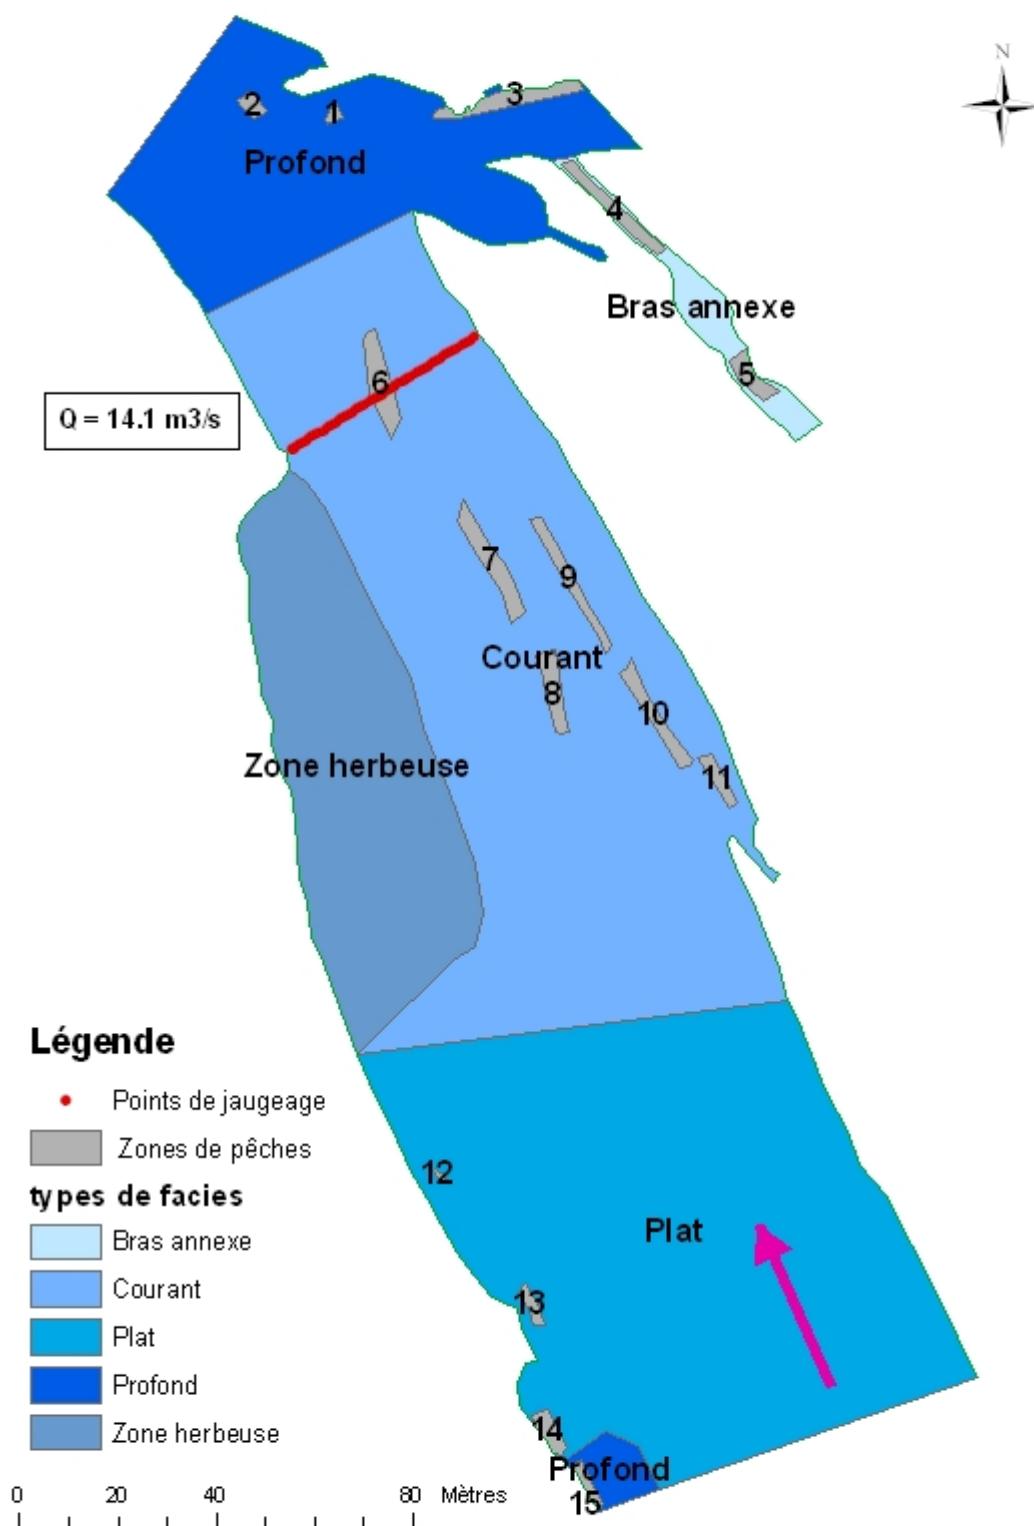 N
2
1
3
Profond
4
Bras annexe
5
6
Q = 14.1 m3/s
7
9
Courant
8
10
11
Zone herbeuse
12
Plat
13
14
Profond
15
Légende
Points de jaugeage
Zones de pêches
types de facies
Bras annexe
Courant
Plat
Profond
Zone herbeuse
0 20 40 80 Mètres